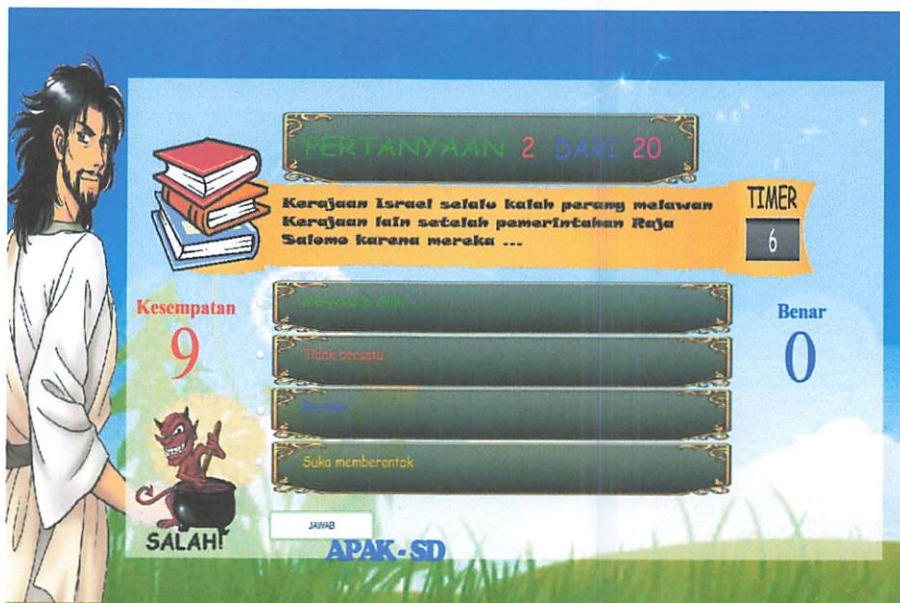 PERTANYAAN 2 DARI 20
Kerajaan Israel selalu kalah perang melawan
Kerajaan lain setelah pemerintahan Raja
Salomo karena mereka ...
TIMER
6
Kesempatan
9
Benar
0
Tidak bersatu
Suka memberontak
SALAH!
JAWAB
APAK-SD